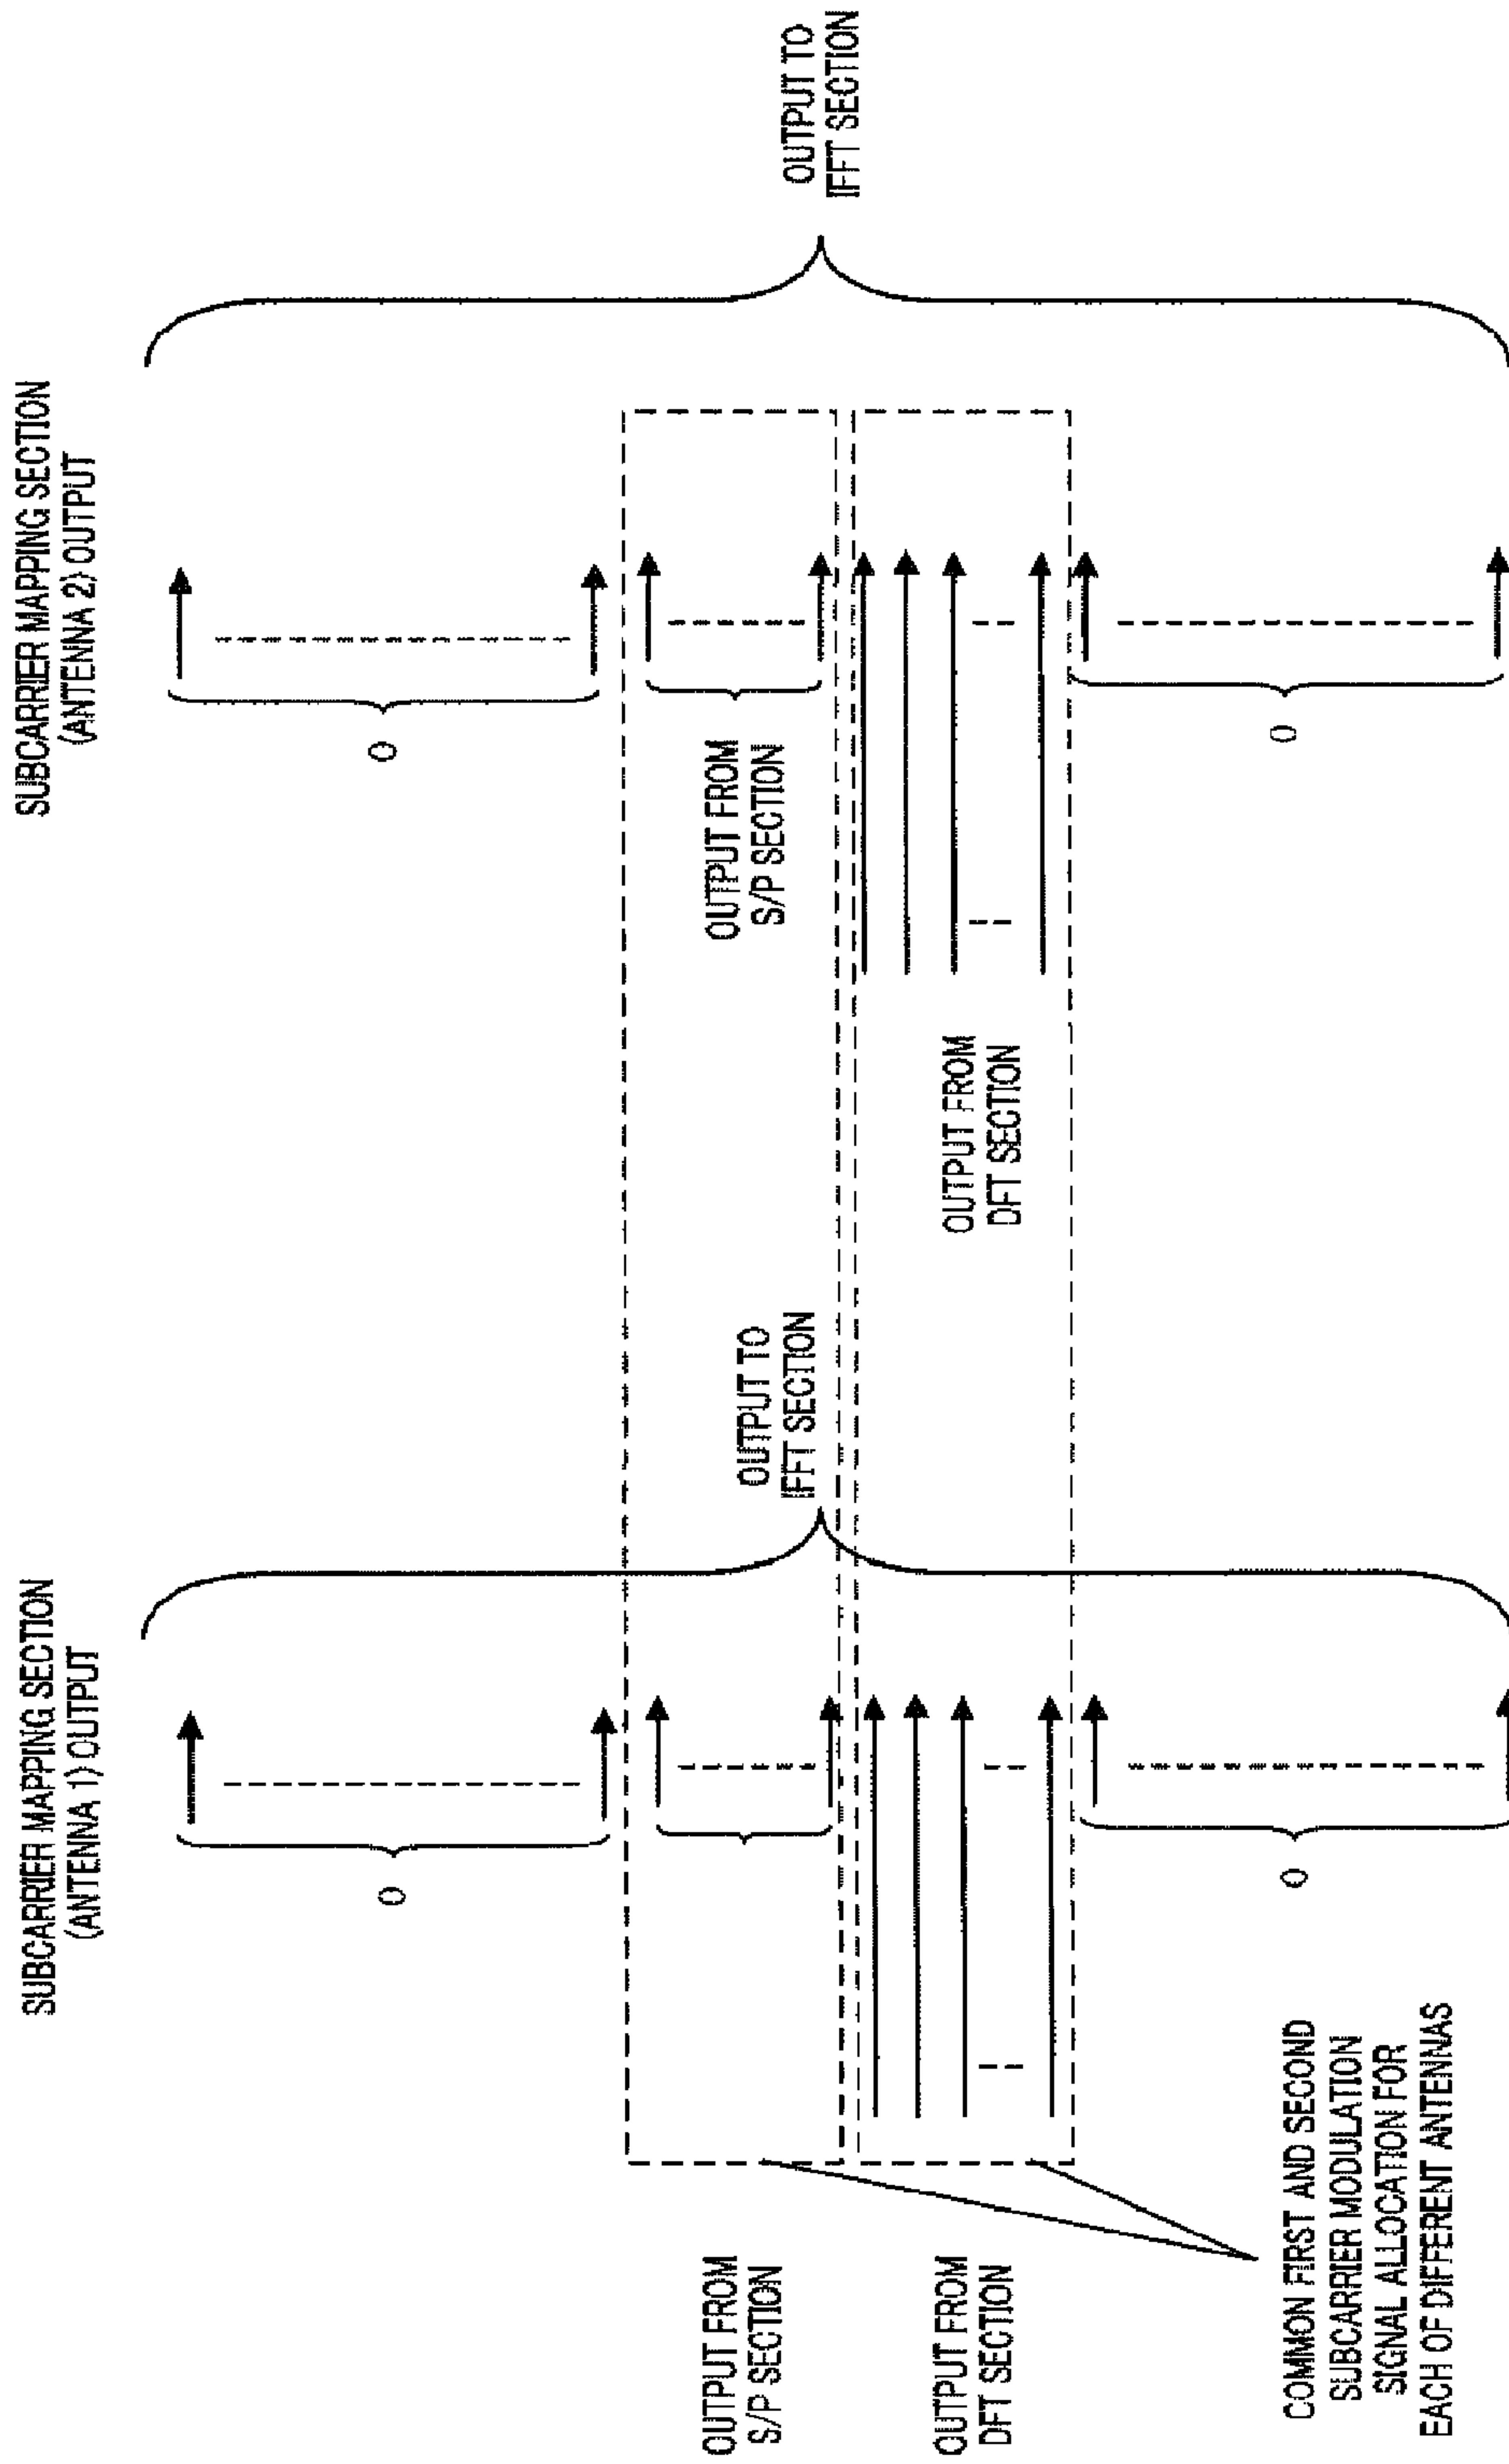 SUBCARRIER MAPPING SECTION
(ANTENNA 1) OUTPUT
0
OUTPUT FROM
S/P SECTION
OUTPUT FROM
DFT SECTION
0
OUTPUT TO
IFFT SECTION
COMMON FIRST AND SECOND
SUBCARRIER MODULATION
SIGNAL ALLOCATION FOR
EACH OF DIFFERENT ANTENNAS
SUBCARRIER MAPPING SECTION
(ANTENNA 2) OUTPUT
0
OUTPUT FROM
S/P SECTION
OUTPUT FROM
DFT SECTION
0
OUTPUT TO
IFFT SECTION